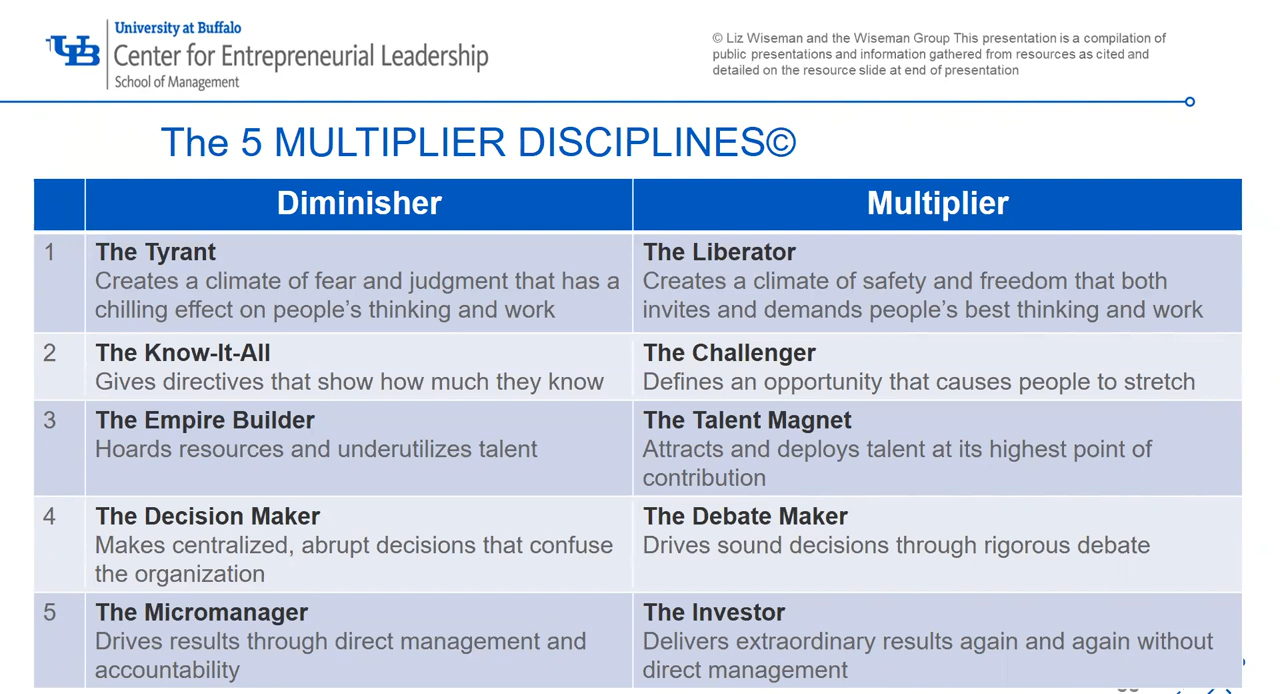 University at Buffalo
Center for Entrepreneurial Leadership
School of Management
© Liz Wiseman and the Wiseman Group This presentation is a compilation of
public presentations and information gathered from resources as cited and
detailed on the resource slide at end of presentation
The 5 MULTIPLIER DISCIPLINES©
Diminisher
Multiplier
1
The Tyrant
Creates a climate of fear and judgment that has a
chilling effect on people’s thinking and work
The Liberator
Creates a climate of safety and freedom that both
invites and demands people’s best thinking and work
2
The Know-It-All
Gives directives that show how much they know
The Challenger
Defines an opportunity that causes people to stretch
3
The Empire Builder
Hoards resources and underutilizes talent
The Talent Magnet
Attracts and deploys talent at its highest point of
contribution
4
The Decision Maker
Makes centralized, abrupt decisions that confuse
the organization
The Debate Maker
Drives sound decisions through rigorous debate
5
The Micromanager
Drives results through direct management and
accountability
The Investor
Delivers extraordinary results again and again without
direct management